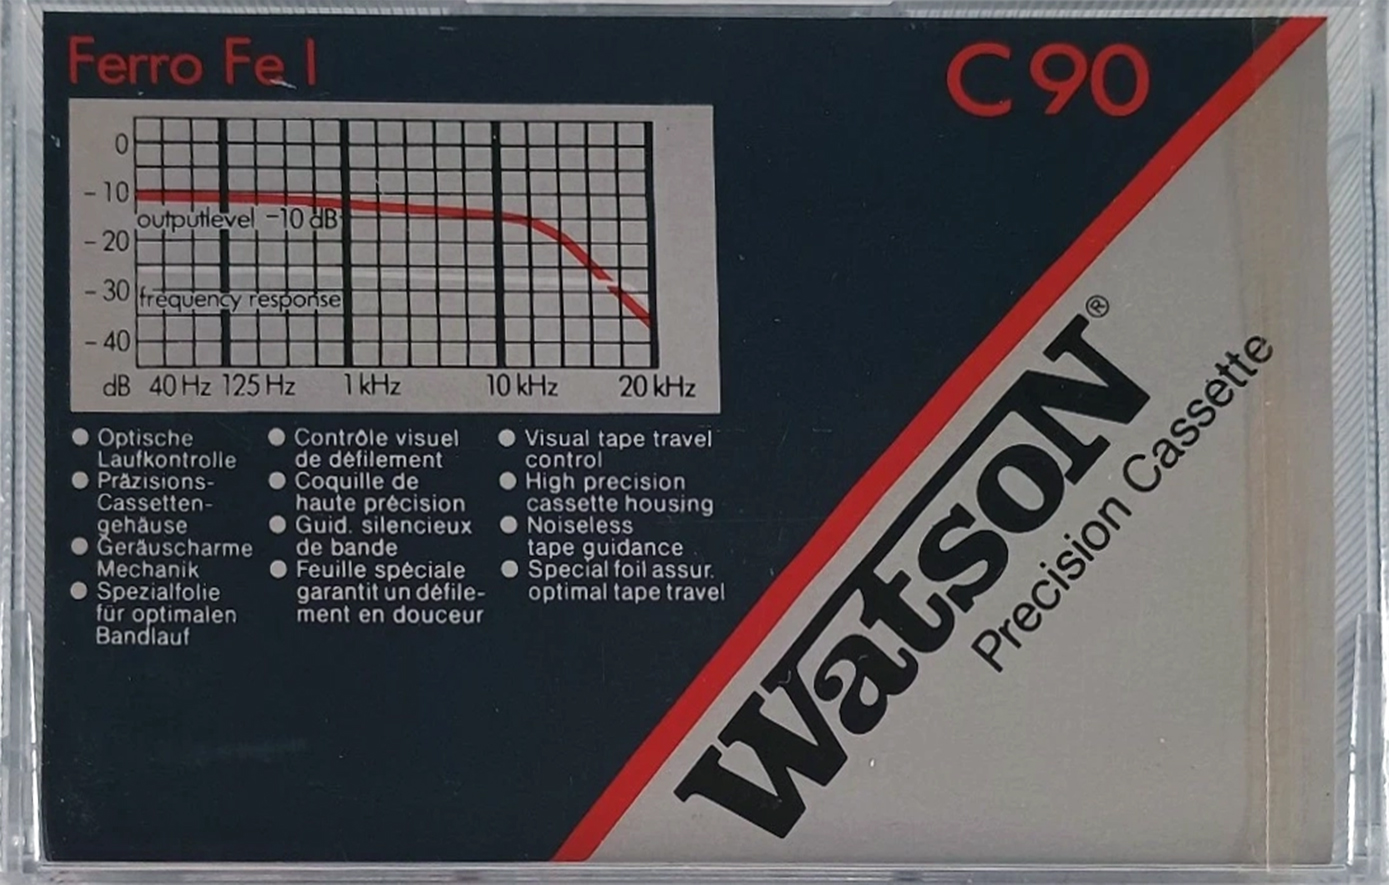 Ferro Fe I
C 90
0
- 10
outputlevel -10 dB
- 20
- 30
frequency response
- 40
dB 40 Hz 125 Hz 1 kHz 10 kHz 20 kHz
● Optische
Laufkontrolle
● Präzisions-
Cassetten-
gehäuse
● Geräuscharme
Mechanik
● Spezialfolie
für optimalen
Bandlauf
● Contrôle visuel
de défilement
● Coquille de
haute précision
● Guid. silencieux
de bande
● Feuille spéciale
garantit un défile-
ment en douceur
● Visual tape travel
control
● High precision
cassette housing
● Noiseless
tape guidance
● Special foil assur.
optimal tape travel
Watson®
Precision Cassette